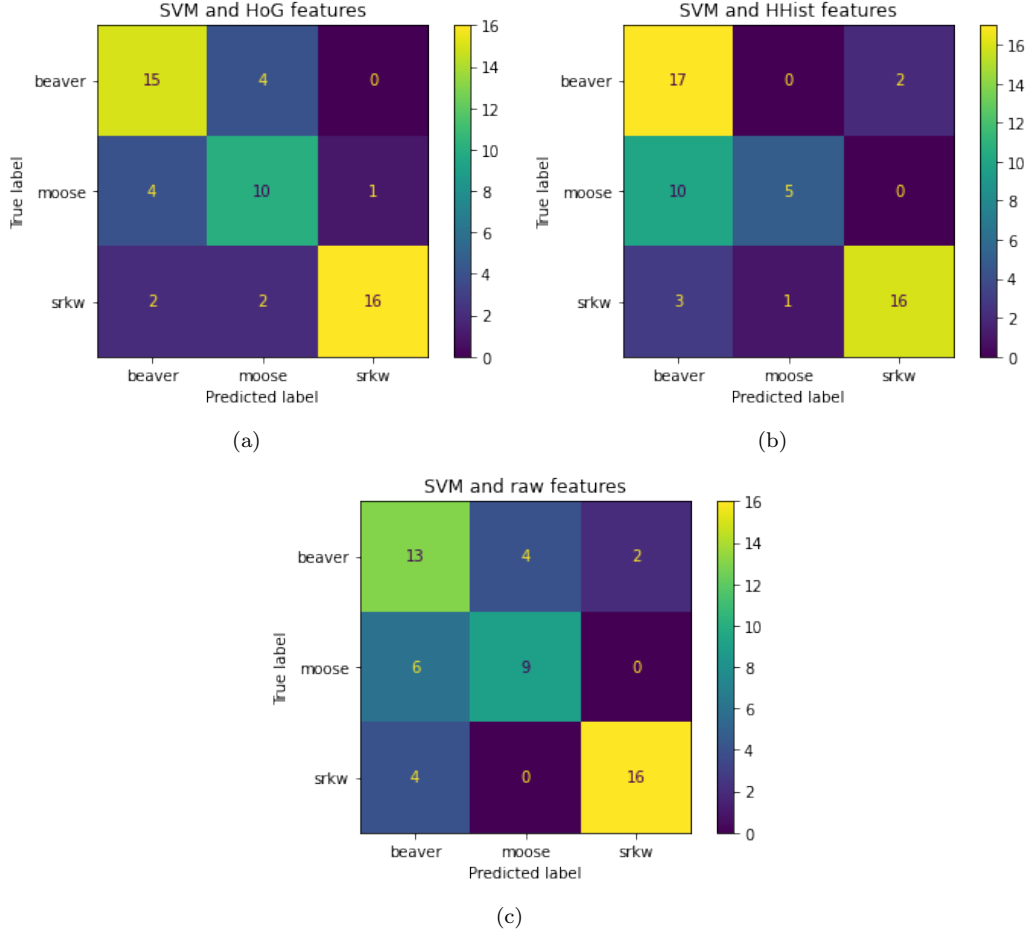 SVM and HoG features
True label
beaver
moose
srkw
15 4 0
4 10 1
2 2 16
beaver moose srkw
Predicted label
16
14
12
10
8
6
4
2
0
(a)
SVM and HHist features
True label
beaver
moose
srkw
17 0 2
10 5 0
3 1 16
beaver moose srkw
Predicted label
16
14
12
10
8
6
4
2
0
(b)
SVM and raw features
True label
beaver
moose
srkw
13 4 2
6 9 0
4 0 16
beaver moose srkw
Predicted label
16
14
12
10
8
6
4
2
0
(c)